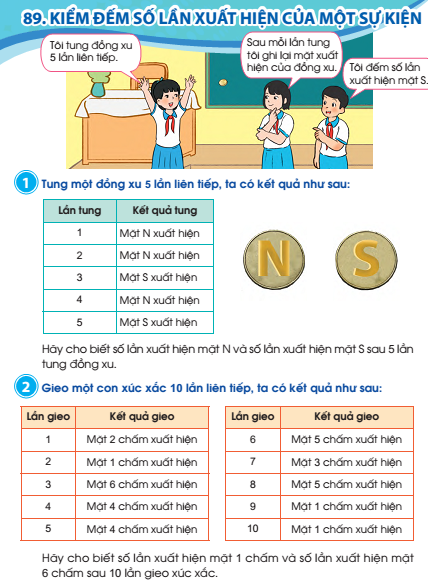 89. KIỂM ĐẾM SỐ LẦN XUẤT HIỆN CỦA MỘT SỰ KIỆN
Tôi tung đồng xu
5 lần liên tiếp.
Sau mỗi lần tung
tôi ghi lại mặt xuất
hiện của đồng xu.
Tôi đếm số lần
xuất hiện mặt S.
1 Tung một đồng xu 5 lần liên tiếp, ta có kết quả như sau:
Lần tung Kết quả tung
1 Mặt N xuất hiện
2 Mặt N xuất hiện
3 Mặt S xuất hiện
4 Mặt N xuất hiện
5 Mặt S xuất hiện
N S
Hãy cho biết số lần xuất hiện mặt N và số lần xuất hiện mặt S sau 5 lần
tung đồng xu.
2 Gieo một con xúc xắc 10 lần liên tiếp, ta có kết quả như sau:
Lần gieo Kết quả gieo
1 Mặt 2 chấm xuất hiện
2 Mặt 1 chấm xuất hiện
3 Mặt 6 chấm xuất hiện
4 Mặt 4 chấm xuất hiện
5 Mặt 4 chấm xuất hiện
Lần gieo Kết quả gieo
6 Mặt 5 chấm xuất hiện
7 Mặt 3 chấm xuất hiện
8 Mặt 5 chấm xuất hiện
9 Mặt 1 chấm xuất hiện
10 Mặt 1 chấm xuất hiện
Hãy cho biết số lần xuất hiện mặt 1 chấm và số lần xuất hiện mặt
6 chấm sau 10 lần gieo xúc xắc.